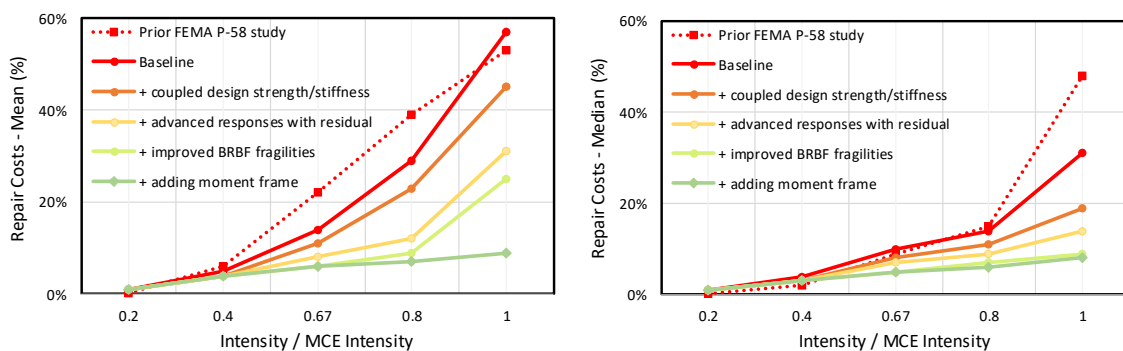 Repair Costs - Mean (%)
60%
40%
20%
0%
Prior FEMA P-58 study
Baseline
+ coupled design strength/stiffness
+ advanced responses with residual
+ improved BRBF fragilities
+ adding moment frame
0.2 0.4 0.67 0.8 1
Intensity / MCE Intensity
Repair Costs - Median (%)
60%
40%
20%
0%
Prior FEMA P-58 study
Baseline
+ coupled design strength/stiffness
+ advanced responses with residual
+ improved BRBF fragilities
+ adding moment frame
0.2 0.4 0.67 0.8 1
Intensity / MCE Intensity